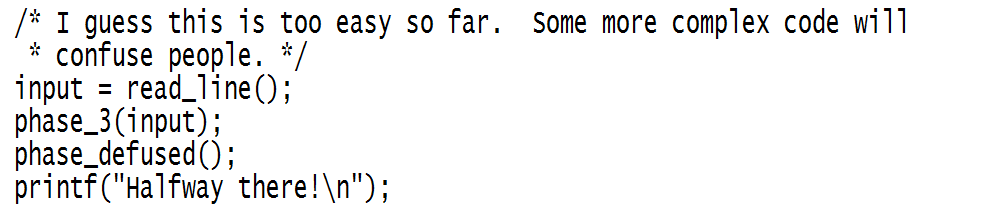 /* I guess this is too easy so far.  Some more complex code will
 * confuse people. */
input = read_line();
phase_3(input);
phase_defused();
printf("Halfway there!\n");